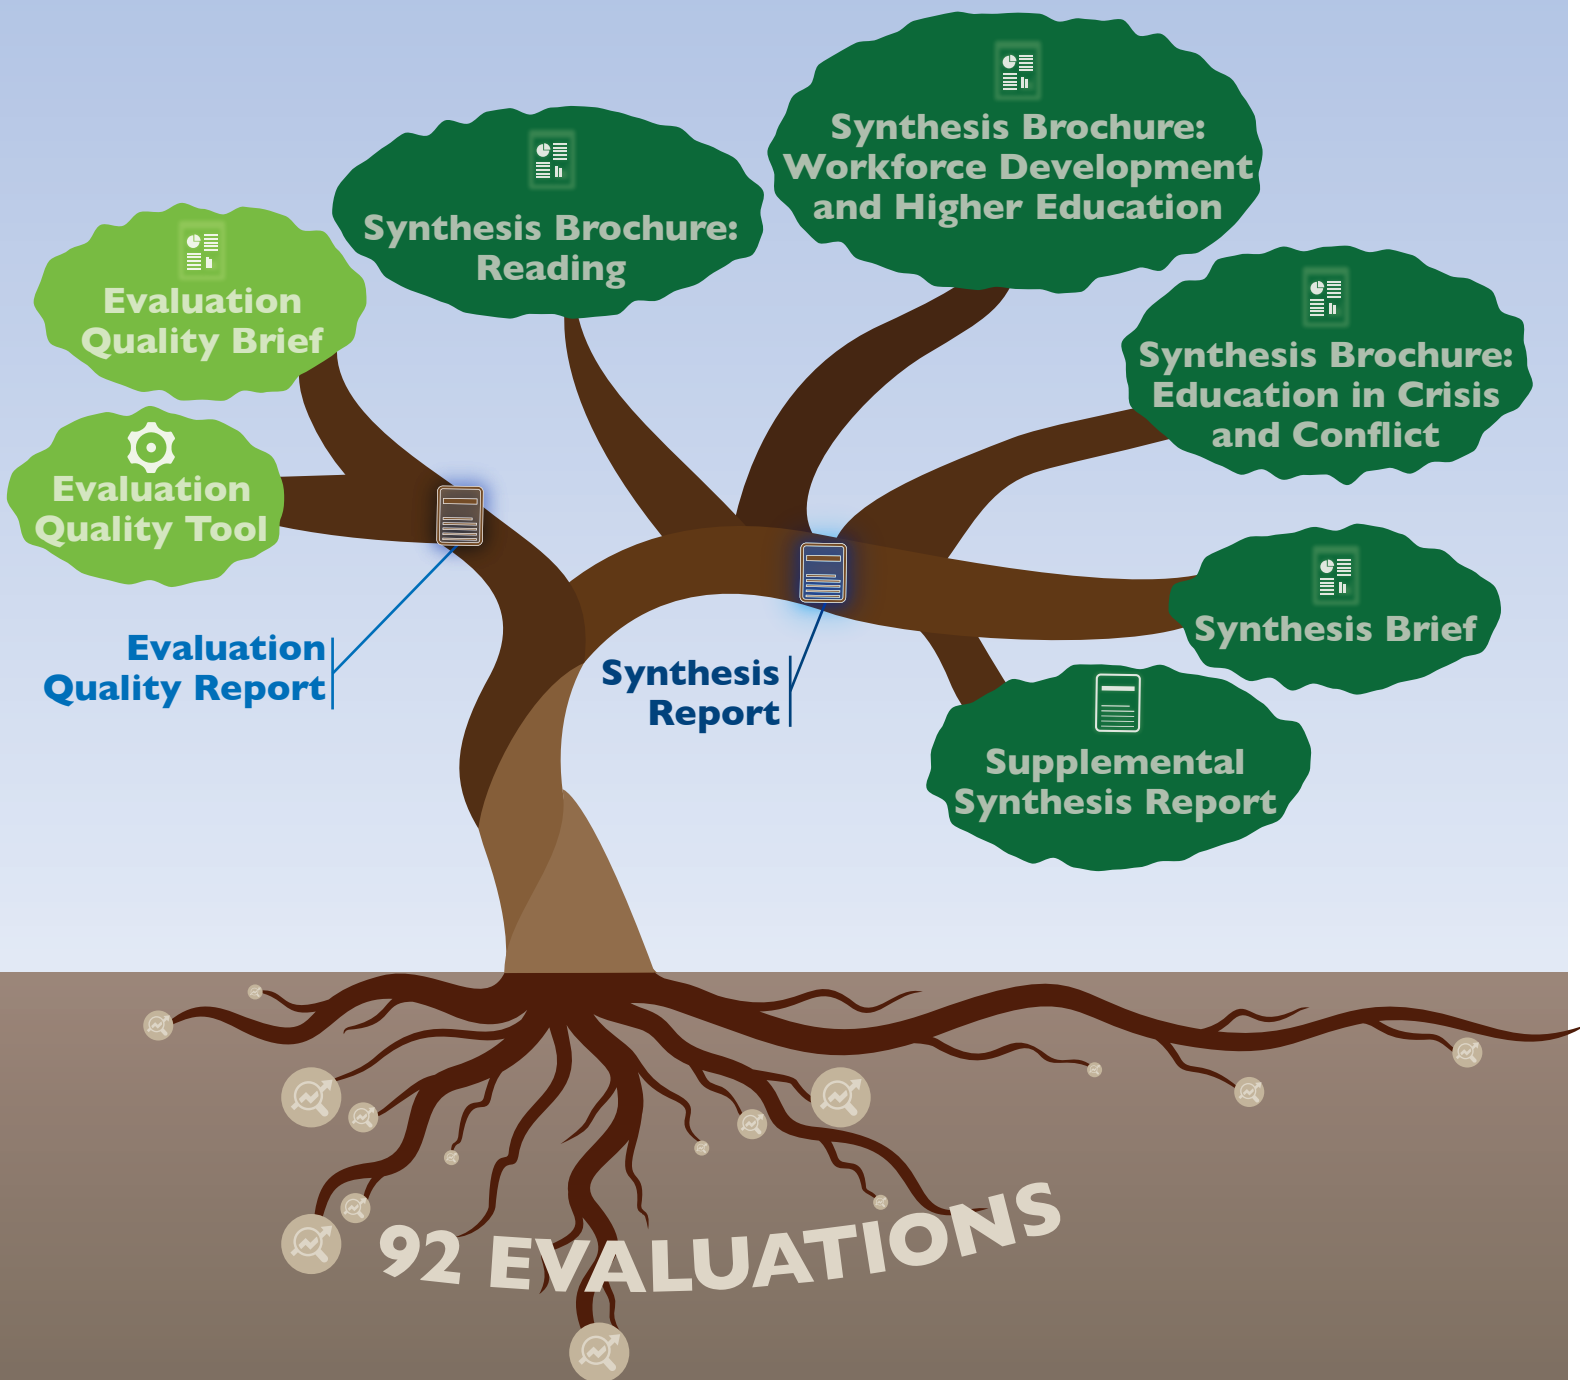 Synthesis Brochure:
Workforce Development
and Higher Education
Synthesis Brochure:
Reading
Evaluation
Quality Brief
Synthesis Brochure:
Education in Crisis
and Conflict
Evaluation
Quality Tool
Synthesis Brief
Evaluation
Quality Report
Synthesis
Report
Supplemental
Synthesis Report
92 EVALUATIONS